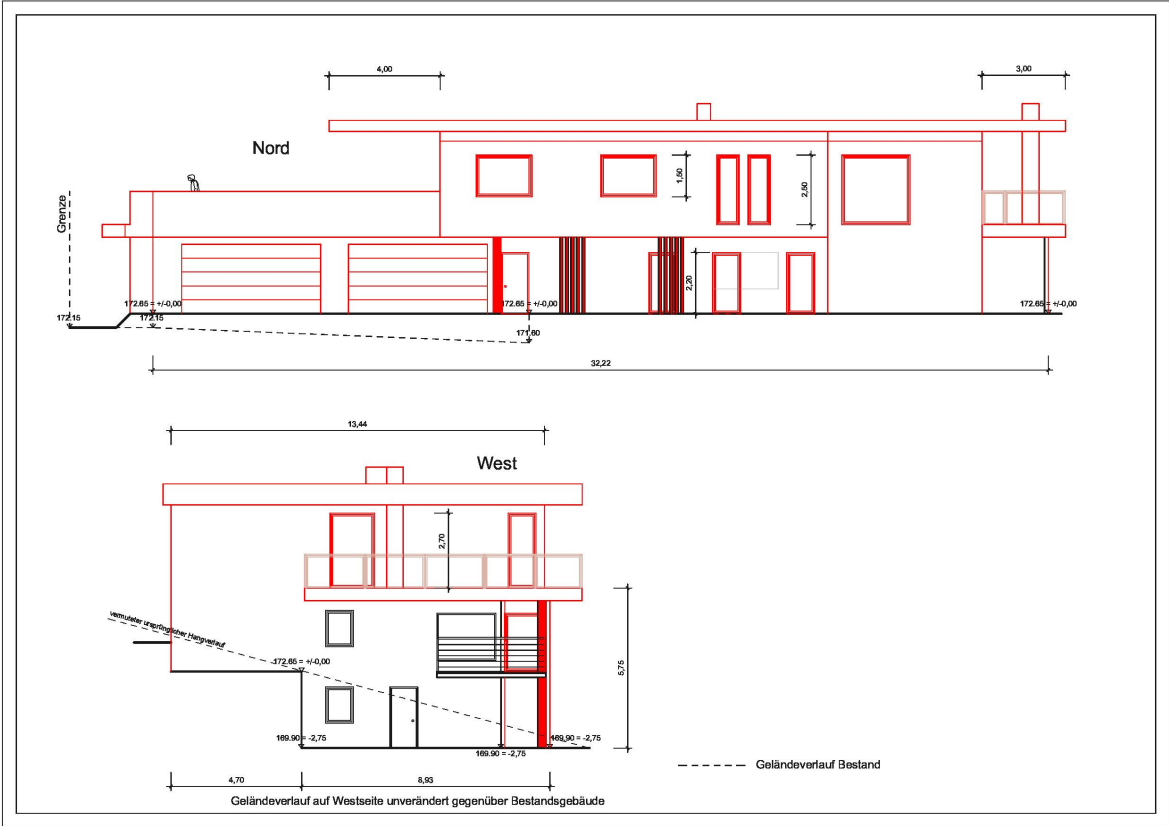 4,00
3,00
Nord
Grenze
1,50
2,50
2,20
172.65 = +/-0,00
172.65 = +/-0,00
172.65 = +/-0,00
172.15
172.15
171.60
32,22
13,44
West
2,70
vermuteter ursprünglicher Hangverlauf
172.65 = +/-0,00
5,75
169.90 = -2,75
169.90 = -2,75
169.90 = -2,75
Geländeverlauf Bestand
4,70
8,93
Geländeverlauf auf Westseite unverändert gegenüber Bestandsgebäude